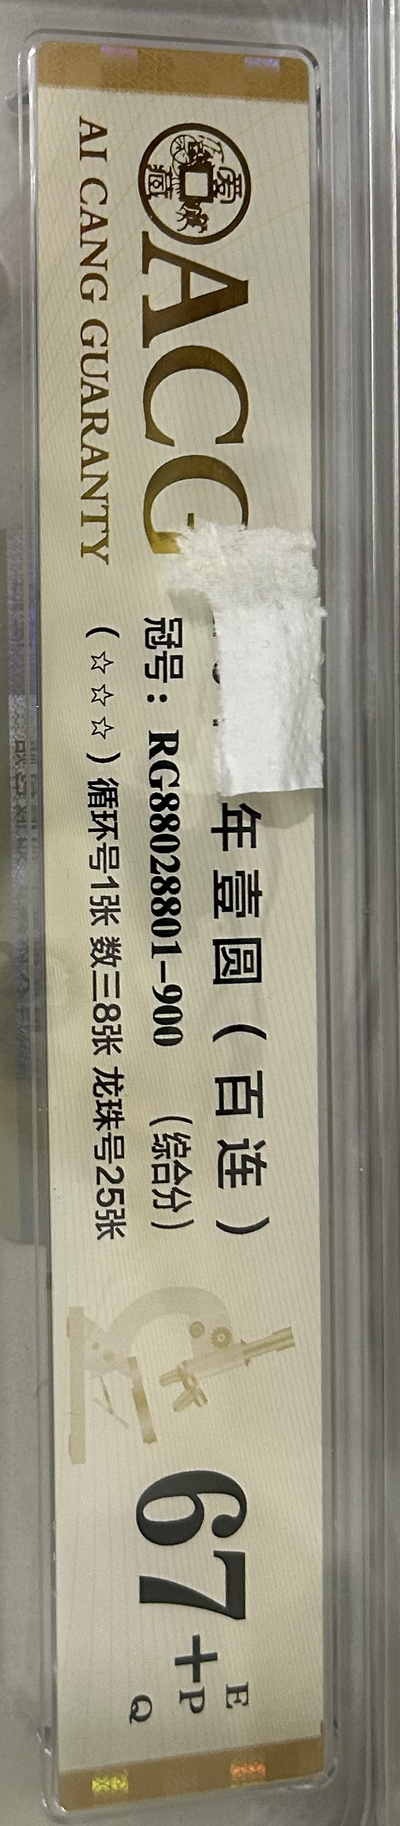 ACG
AI CANG GUARANTY
年壹圆(百连)
冠号:RG88028801-900 (综合分)
(☆☆☆)循环号1张 数三8张 龙珠号25张
67+
E
P
Q